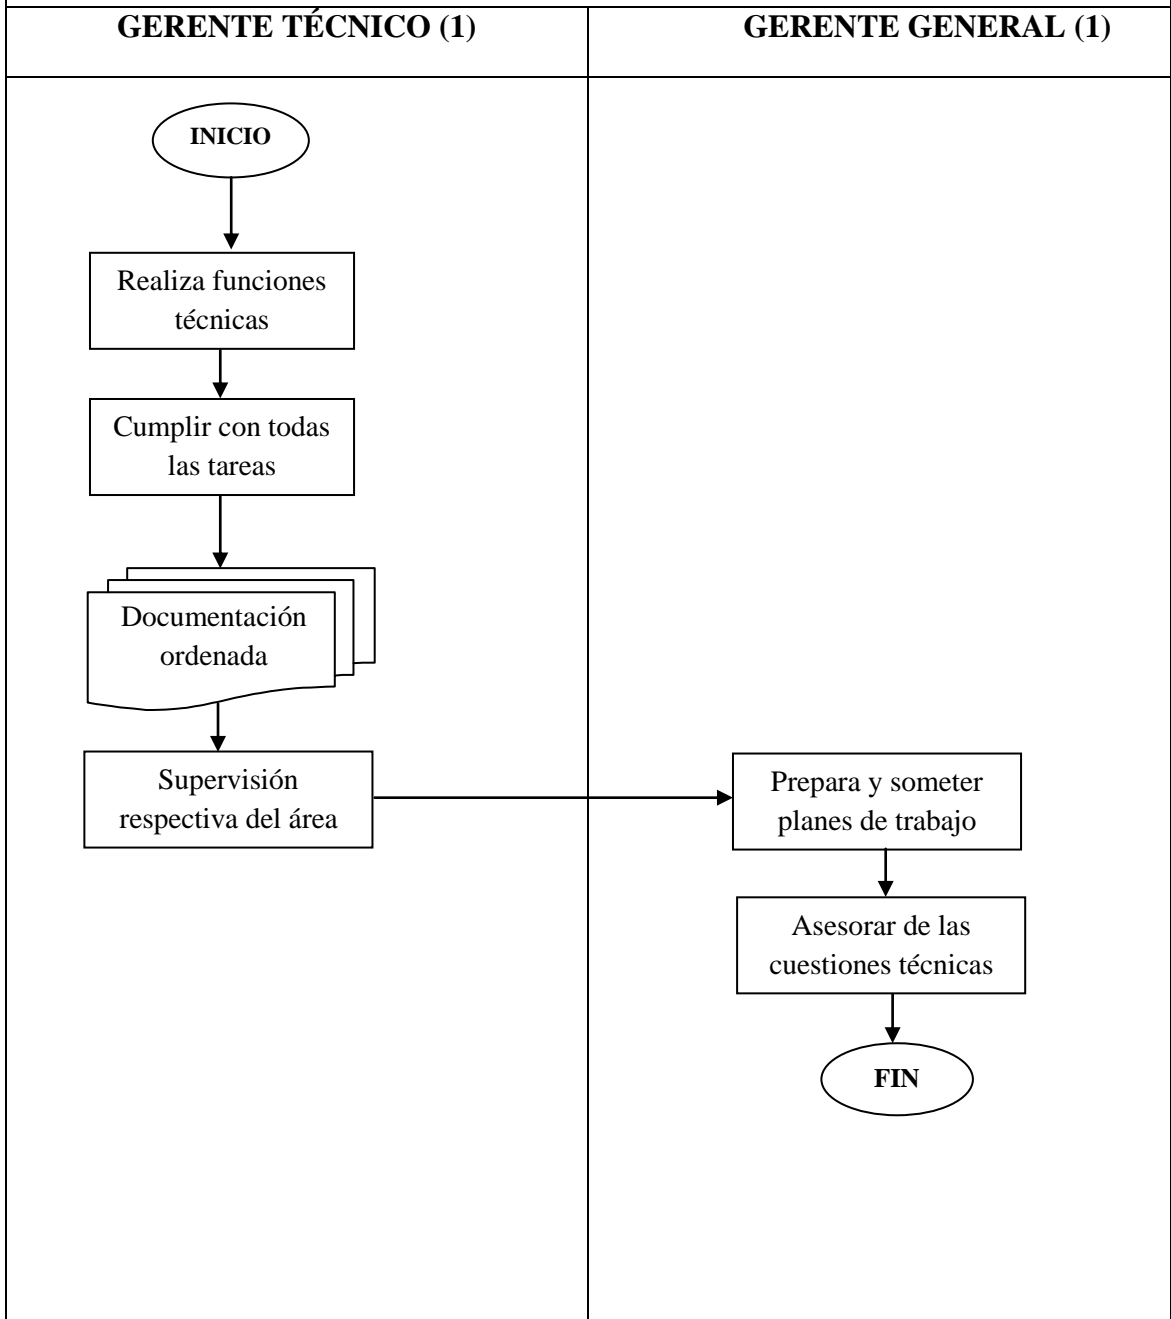 GERENTE TÉCNICO (1)
GERENTE GENERAL (1)
INICIO
Realiza funciones
técnicas
Cumplir con todas
las tareas
Documentación
ordenada
Supervisión
respectiva del área
Prepara y someter
planes de trabajo
Asesorar de las
cuestiones técnicas
FIN